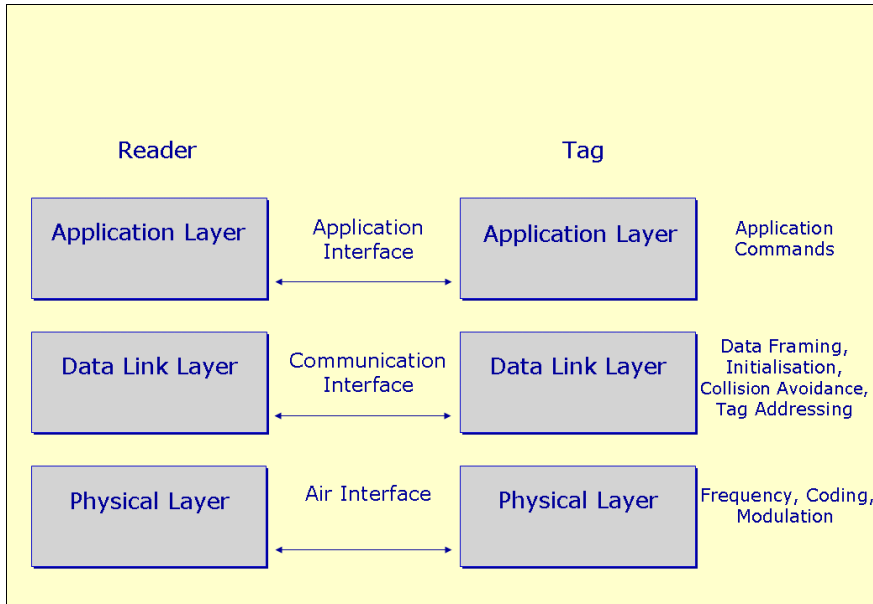 Reader
Tag
Application Layer
Application
Interface
Application Layer
Application
Commands
Data Link Layer
Communication
Interface
Data Link Layer
Data Framing,
Initialisation,
Collision Avoidance,
Tag Addressing
Physical Layer
Air Interface
Physical Layer
Frequency, Coding,
Modulation